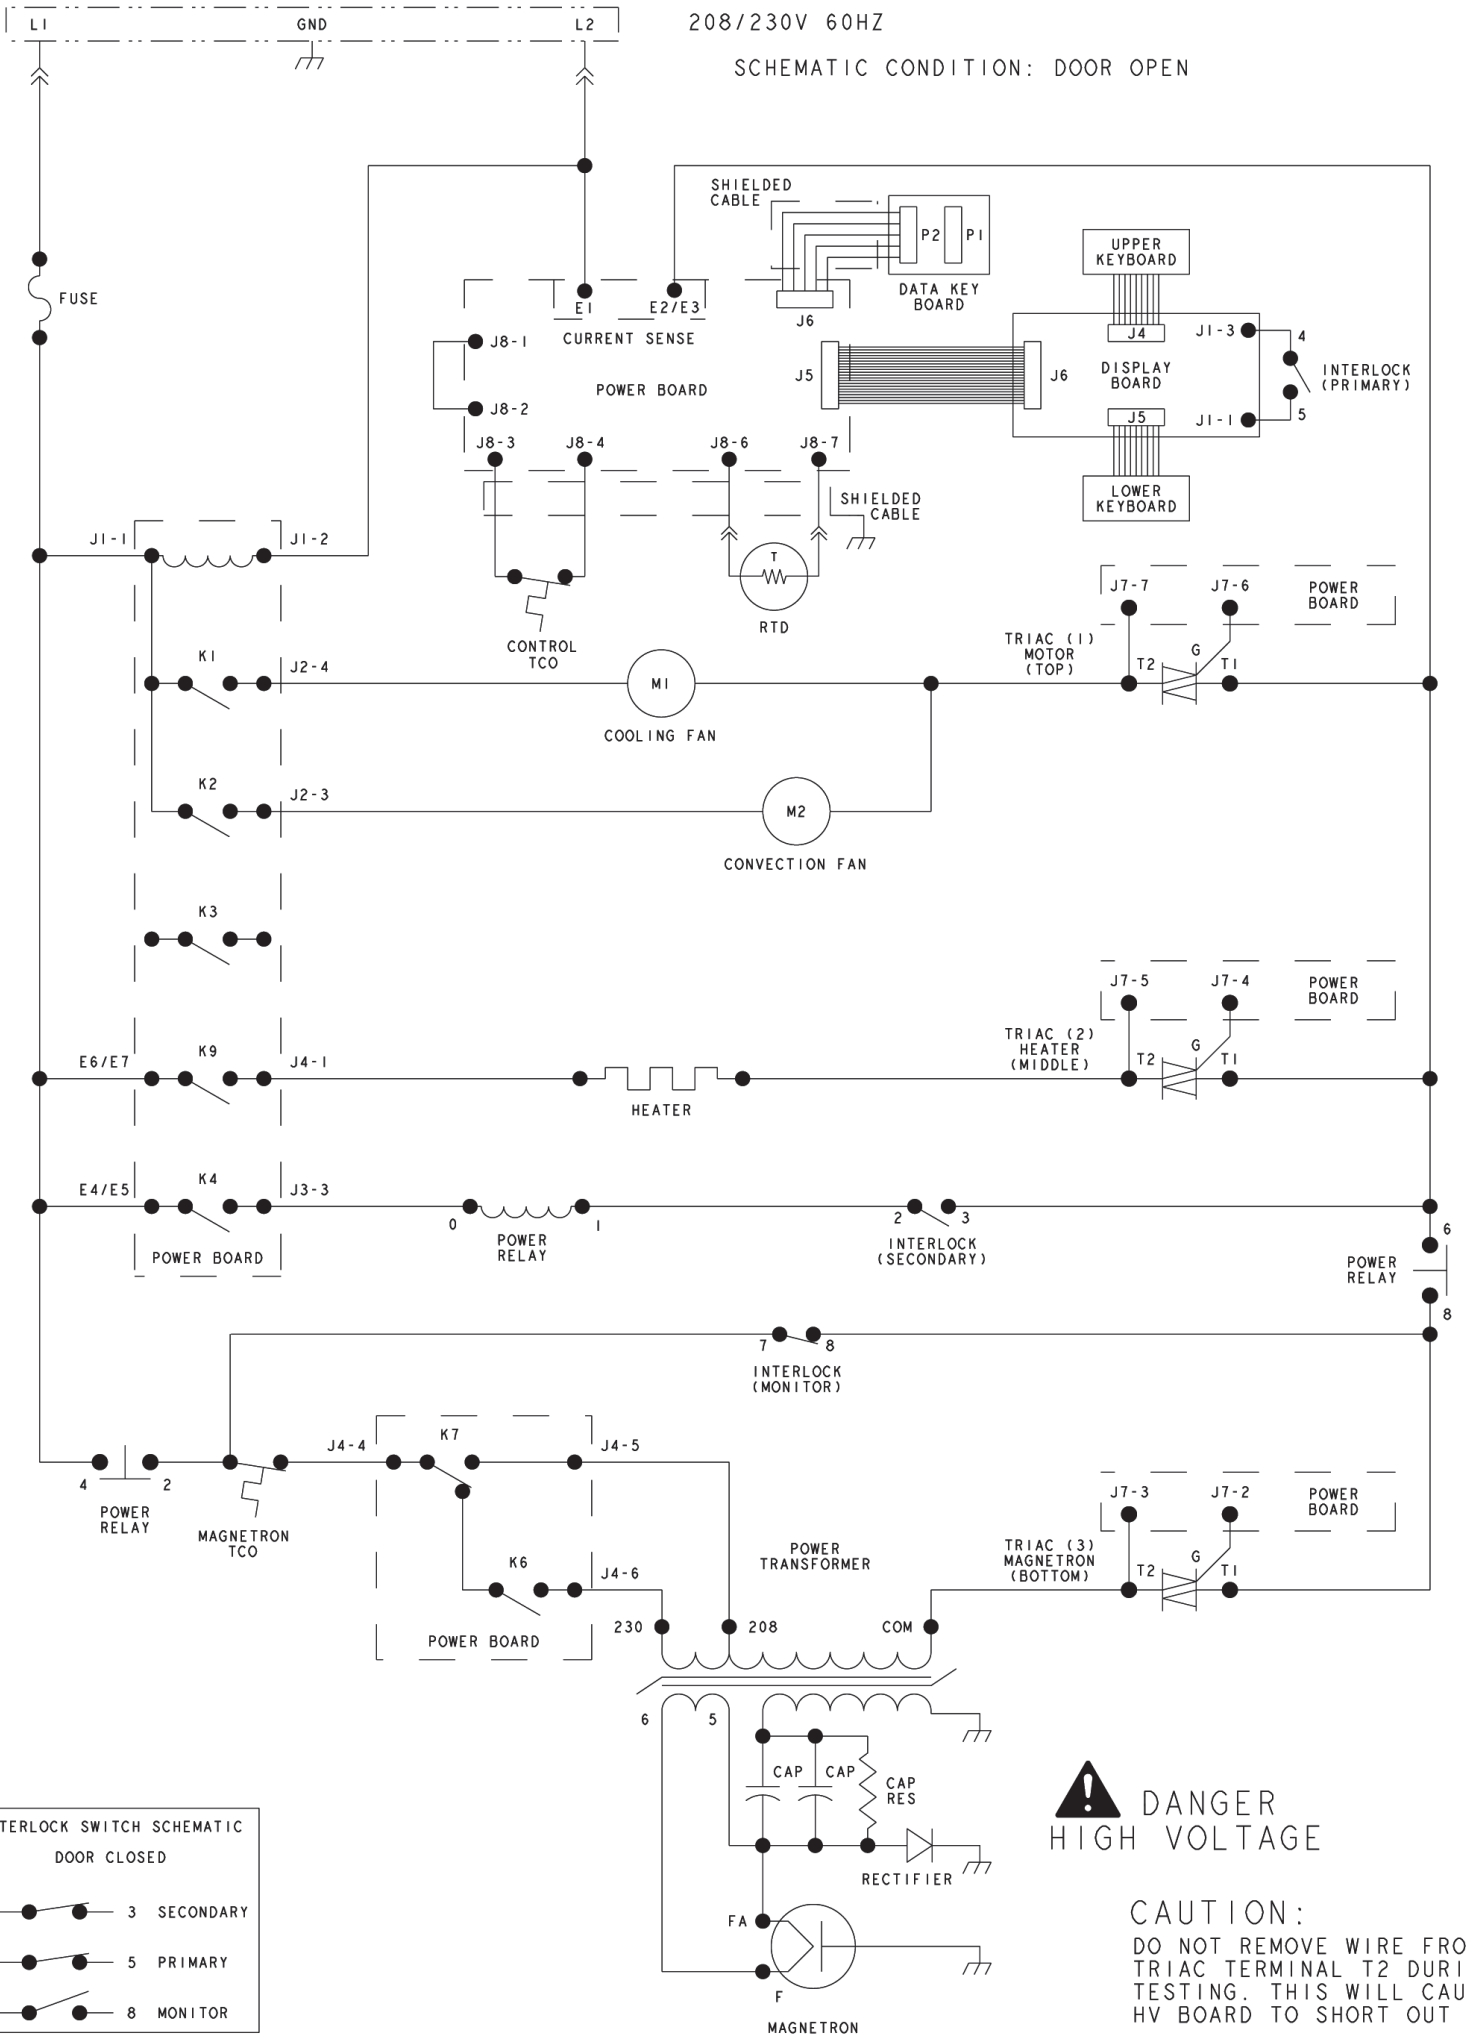 L1 GND L2
208/230V 60HZ
SCHEMATIC CONDITION: DOOR OPEN
SHIELDED
CABLE
P2 P1
DATA KEY
BOARD
UPPER
KEYBOARD
FUSE
E1 E2/E3
J6
CURRENT SENSE
J8-1
J8-2
POWER BOARD
J5
J6
J4
J1-3
DISPLAY
BOARD
J5
J1-1
4
INTERLOCK
(PRIMARY)
5
J8-3 J8-4 J8-6 J8-7
SHIELDED
CABLE
LOWER
KEYBOARD
J1-1 J1-2
T
RTD
CONTROL
TCO
J7-7 J7-6 POWER
BOARD
TRIAC (1)
MOTOR
(TOP)
T2 G T1
K1 J2-4
M1
COOLING FAN
K2 J2-3
M2
CONVECTION FAN
K3
J7-5 J7-4 POWER
BOARD
TRIAC (2)
HEATER
(MIDDLE)
T2 G T1
E6/E7 K9 J4-1
HEATER
E4/E5 K4 J3-3
POWER BOARD
0 1
POWER
RELAY
2 3
INTERLOCK
(SECONDARY)
6
POWER
RELAY
8
7 8
INTERLOCK
(MONITOR)
4 2
POWER
RELAY
MAGNETRON
TCO
J4-4 K7 J4-5
K6 J4-6
POWER BOARD
POWER
TRANSFORMER
J7-3 J7-2 POWER
BOARD
TRIAC (3)
MAGNETRON
(BOTTOM)
T2 G T1
230 208 COM
6 5
CAP CAP CAP
RES
RECTIFIER
FA
F
MAGNETRON
DANGER
HIGH VOLTAGE
TERLOCK SWITCH SCHEMATIC
DOOR CLOSED
3 SECONDARY
5 PRIMARY
8 MONITOR
CAUTION:
DO NOT REMOVE WIRE FRO
TRIAC TERMINAL T2 DURI
TESTING. THIS WILL CAU
HV BOARD TO SHORT OUT